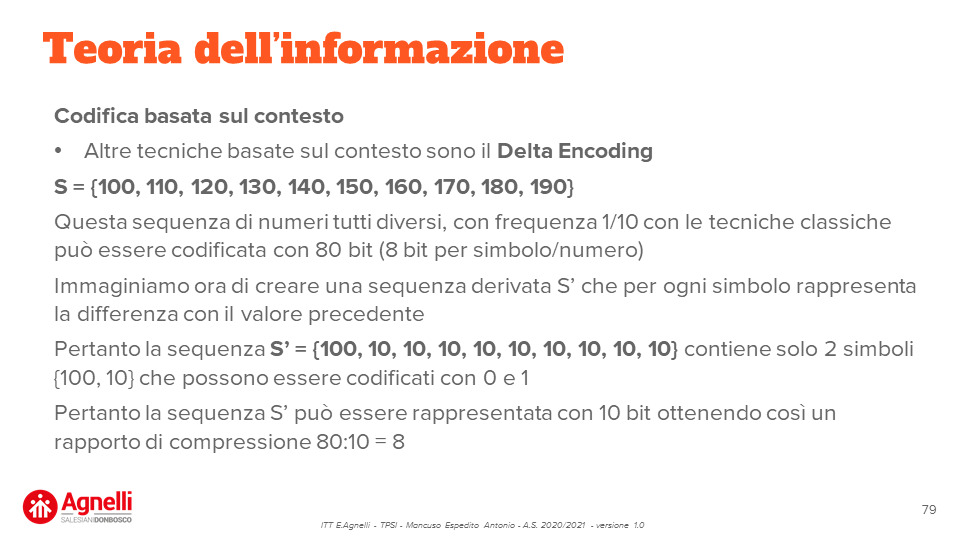 Teoria dell’informazione
Codifica basata sul contesto
• Altre tecniche basate sul contesto sono il Delta Encoding
S = {100, 110, 120, 130, 140, 150, 160, 170, 180, 190}
Questa sequenza di numeri tutti diversi, con frequenza 1/10 con le tecniche classiche
può essere codificata con 80 bit (8 bit per simbolo/numero)
Immaginiamo ora di creare una sequenza derivata S’ che per ogni simbolo rappresenta
la differenza con il valore precedente
Pertanto la sequenza S’ = {100, 10, 10, 10, 10, 10, 10, 10, 10, 10} contiene solo 2 simboli
{100, 10} che possono essere codificati con 0 e 1
Pertanto la sequenza S’ può essere rappresentata con 10 bit ottenendo così un
rapporto di compressione 80:10 = 8
Agnelli
SALESIANI DONBOSCO
ITT E.Agnelli - TPSI - Mancuso Espedito Antonio - A.S. 2020/2021 - versione 1.0
79